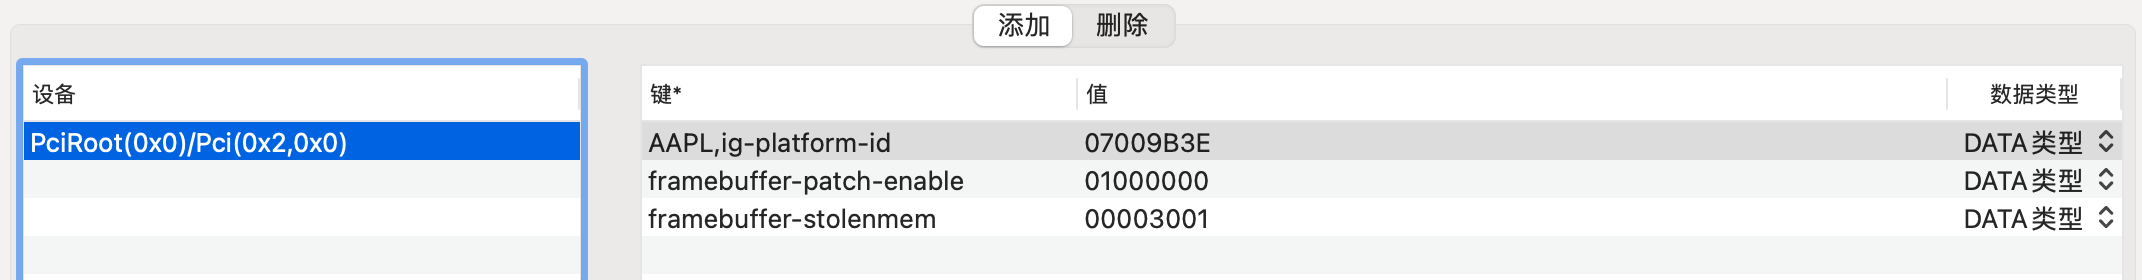 添加 删除
设备
PciRoot(0x0)/Pci(0x2,0x0)
键* 值 数据类型
AAPL,ig-platform-id 07009B3E DATA 类型
framebuffer-patch-enable 01000000 DATA 类型
framebuffer-stolenmem 00003001 DATA 类型